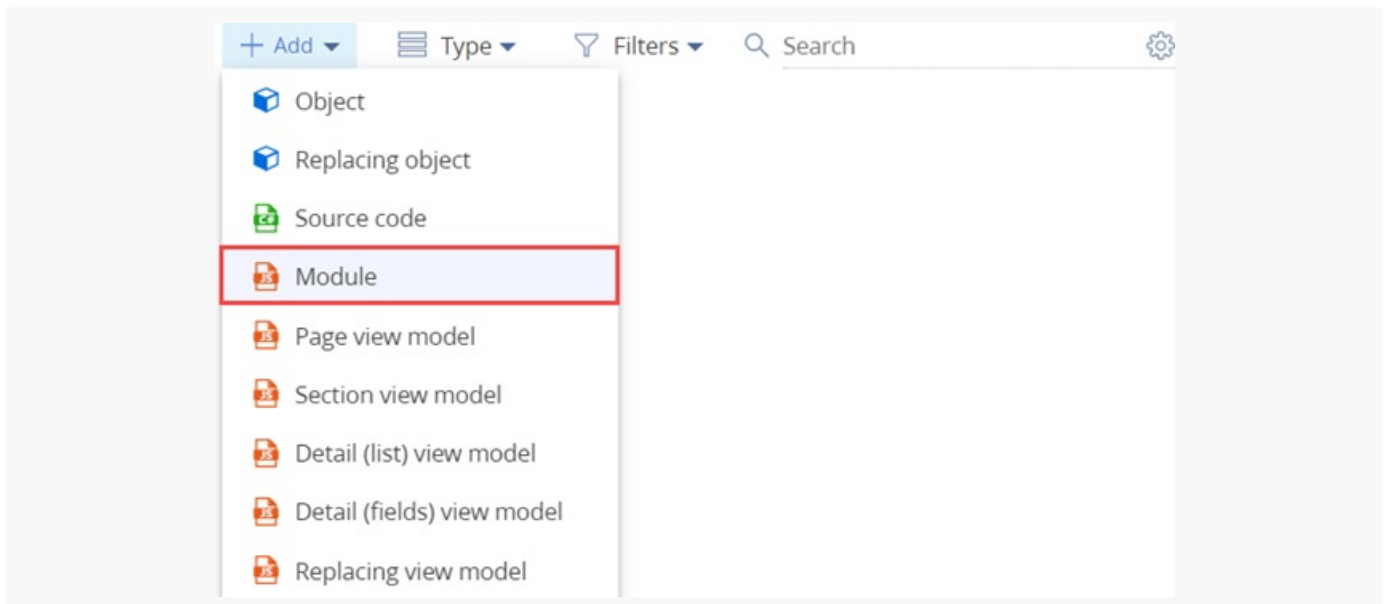 Add Type Filters Search
Object
Replacing object
Source code
Module
Page view model
Section view model
Detail (list) view model
Detail (fields) view model
Replacing view model